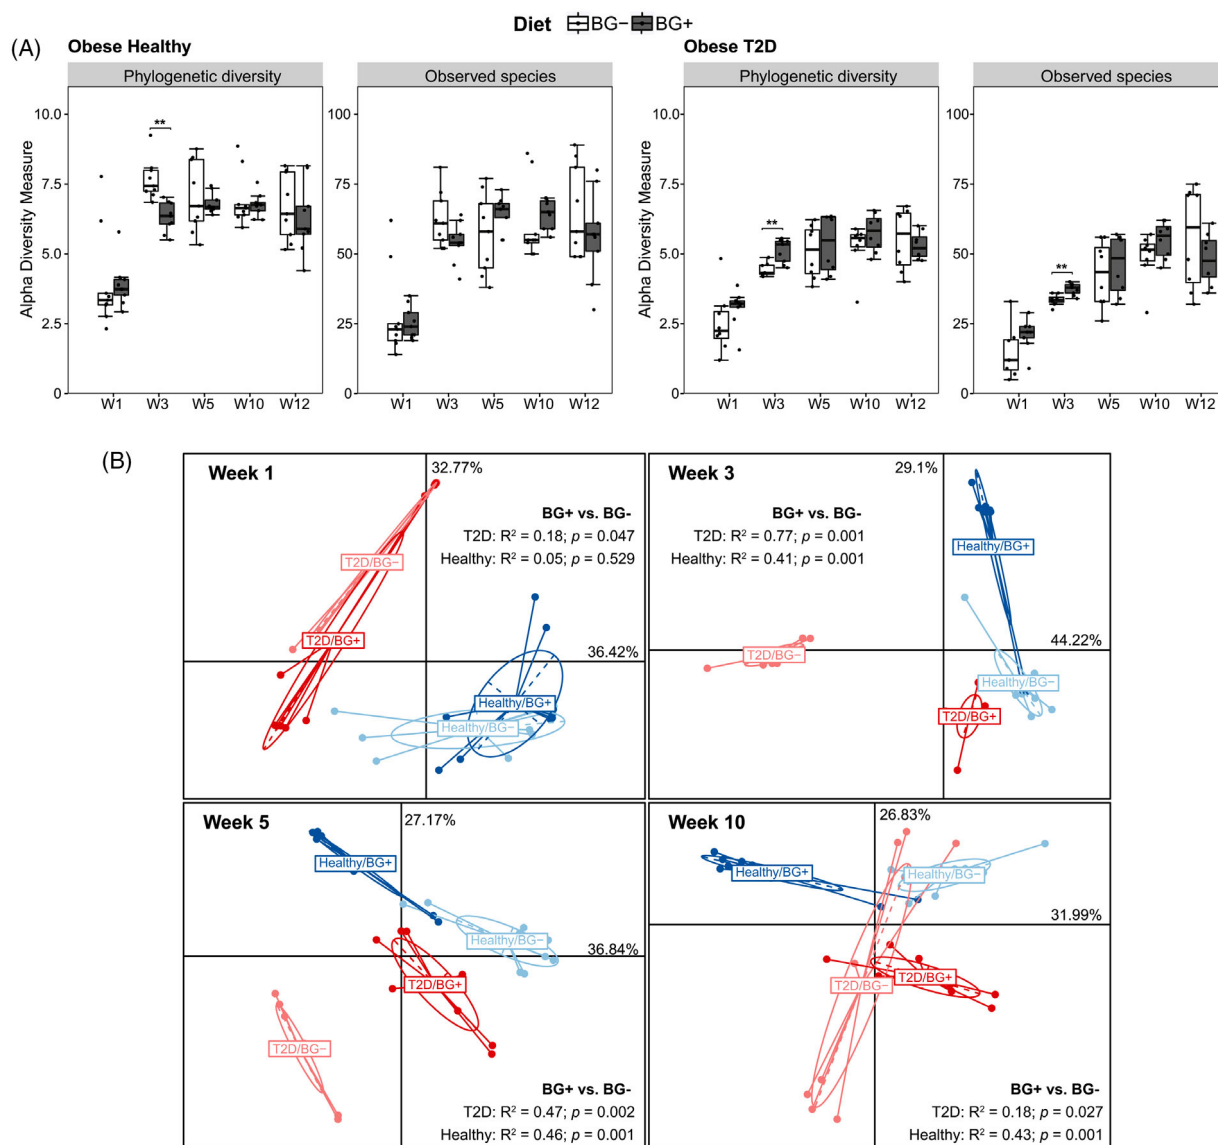 Diet BG− BG+
(A)
Obese Healthy
Obese T2D
Phylogenetic diversity
Observed species
Phylogenetic diversity
Observed species
Alpha Diversity Measure
10.0
7.5
5.0
2.5
0
**
W1 W3 W5 W10 W12
100
75
50
25
0
W1 W3 W5 W10 W12
Alpha Diversity Measure
10.0
7.5
5.0
2.5
0
**
W1 W3 W5 W10 W12
100
75
50
25
0
**
W1 W3 W5 W10 W12
(B)
Week 1
32.77%
BG+ vs. BG-
T2D: R² = 0.18; p = 0.047
Healthy: R² = 0.05; p = 0.529
T2D/BG−
T2D/BG+
36.42%
Healthy/BG+
Healthy/BG−
Week 3
29.1%
BG+ vs. BG-
T2D: R² = 0.77; p = 0.001
Healthy: R² = 0.41; p = 0.001
Healthy/BG+
44.22%
T2D/BG−
Healthy/BG−
T2D/BG+
Week 5
27.17%
Healthy/BG+
Healthy/BG−
36.84%
T2D/BG+
T2D/BG−
BG+ vs. BG-
T2D: R² = 0.47; p = 0.002
Healthy: R² = 0.46; p = 0.001
Week 10
26.83%
Healthy/BG+
Healthy/BG−
31.99%
T2D/BG+
T2D/BG−
BG+ vs. BG-
T2D: R² = 0.18; p = 0.027
Healthy: R² = 0.43; p = 0.001